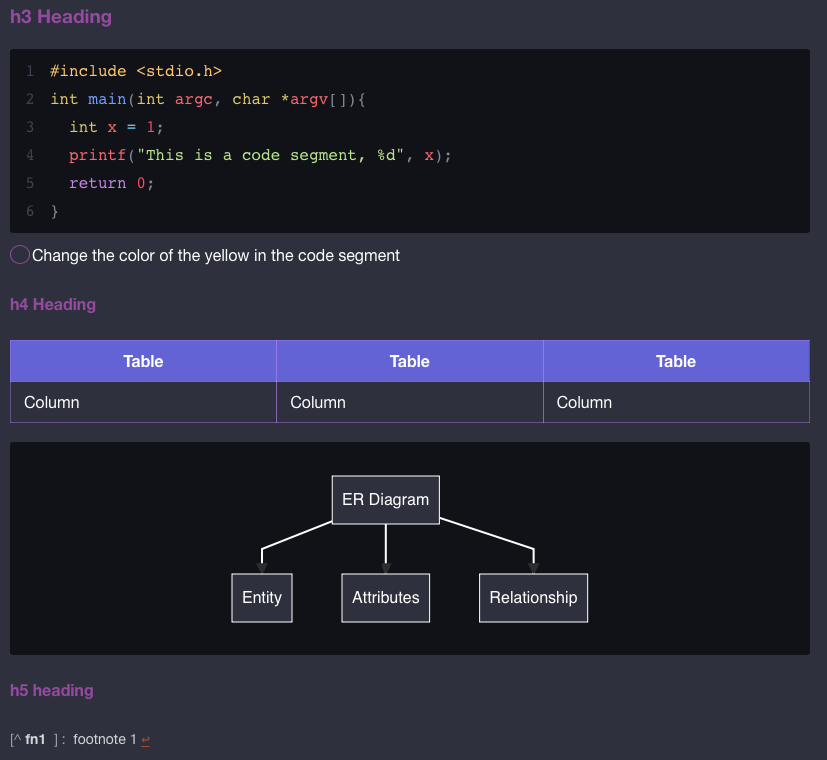 h3 Heading
1 #include <stdio.h>
2 int main(int argc, char *argv[]){
3   int x = 1;
4   printf("This is a code segment, %d", x);
5   return 0;
6 }
Change the color of the yellow in the code segment
h4 Heading
Table Table Table
Column Column Column
ER Diagram
Entity Attributes Relationship
h5 heading
[^ fn1 ] : footnote 1 ↩